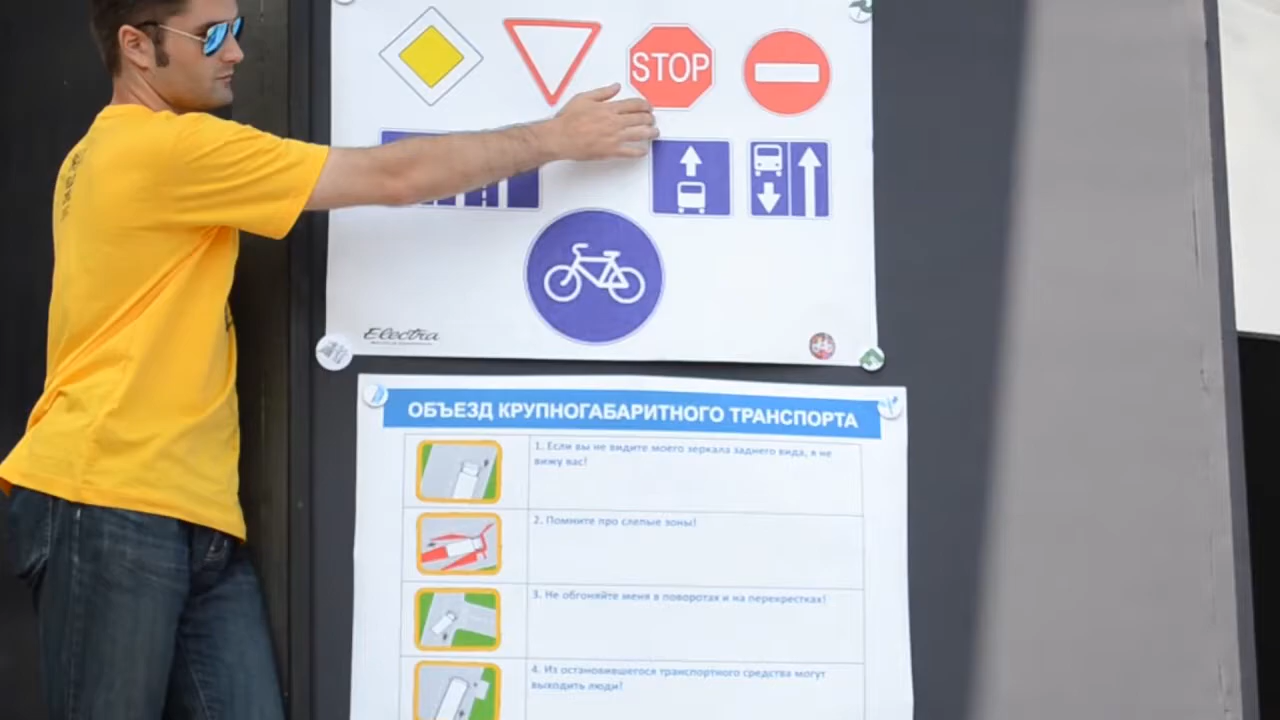 STOP
Electra
ОБЪЕЗД КРУПНОГАБАРИТНОГО ТРАНСПОРТА
1. Если вы не видите моего зеркала заднего вида, я не
вижу вас!
2. Помните про слепые зоны!
3. Не обгоняйте меня в поворотах и на перекрестках!
4. Из остановившегося транспортного средства могут
выходить люди!